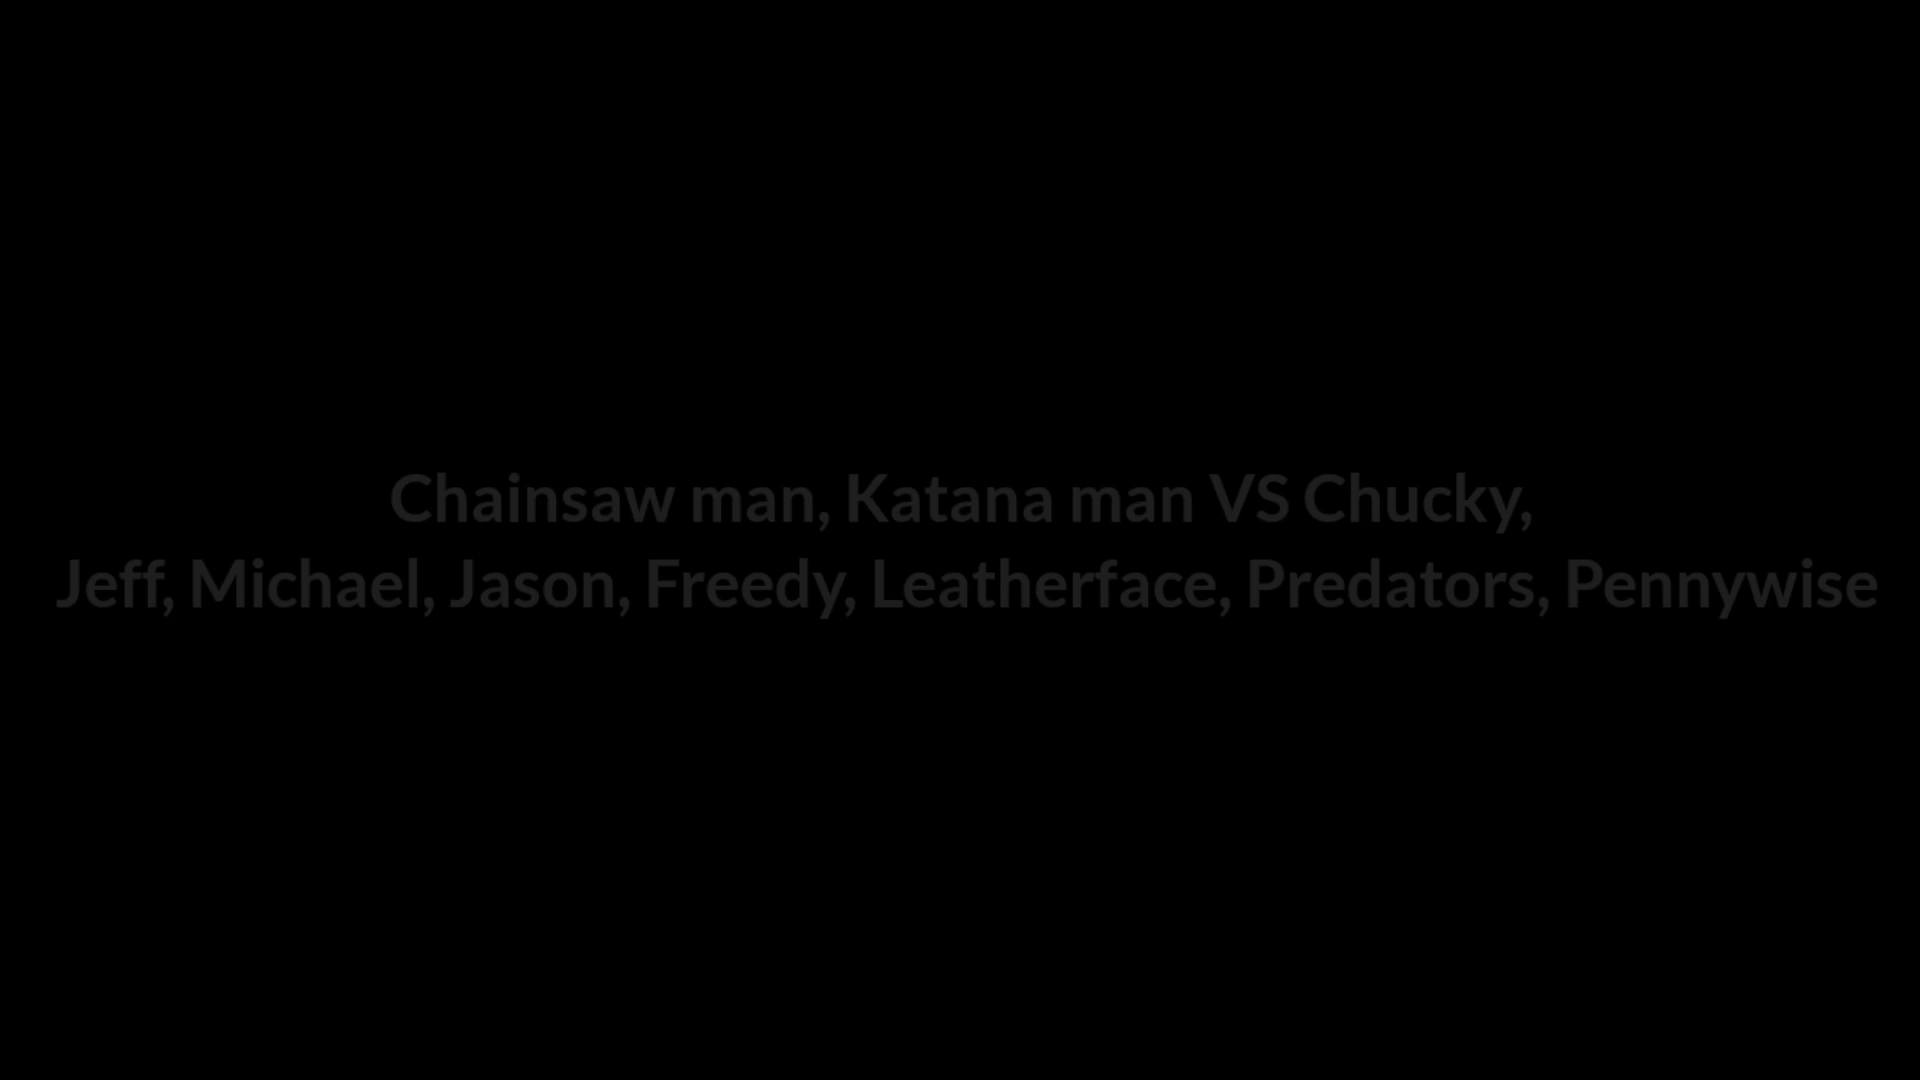 Chainsaw man, Katana man VS Chucky,
Jeff, Michael, Jason, Freedy, Leatherface, Predators, Pennywise